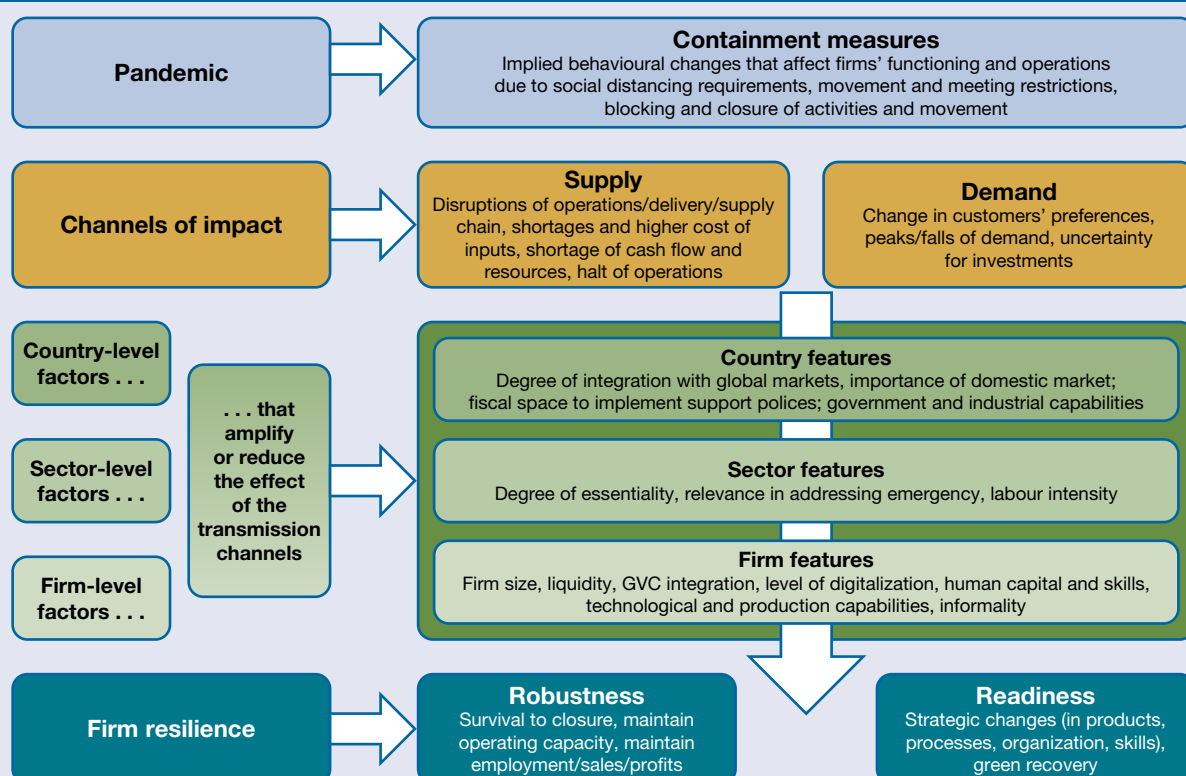 Pandemic
Containment measures
Implied behavioural changes that affect firms' functioning and operations
due to social distancing requirements, movement and meeting restrictions,
blocking and closure of activities and movement
Channels of impact
Supply
Disruptions of operations/delivery/supply
chain, shortages and higher cost of
inputs, shortage of cash flow and
resources, halt of operations
Demand
Change in customers' preferences,
peaks/falls of demand, uncertainty
for investments
Country-level
factors . . .
Sector-level
factors . . .
Firm-level
factors . . .
. . . that
amplify
or reduce
the effect
of the
transmission
channels
Country features
Degree of integration with global markets, importance of domestic market;
fiscal space to implement support polices; government and industrial capabilities
Sector features
Degree of essentiality, relevance in addressing emergency, labour intensity
Firm features
Firm size, liquidity, GVC integration, level of digitalization, human capital and skills,
technological and production capabilities, informality
Firm resilience
Robustness
Survival to closure, maintain
operating capacity, maintain
employment/sales/profits
Readiness
Strategic changes (in products,
processes, organization, skills),
green recovery